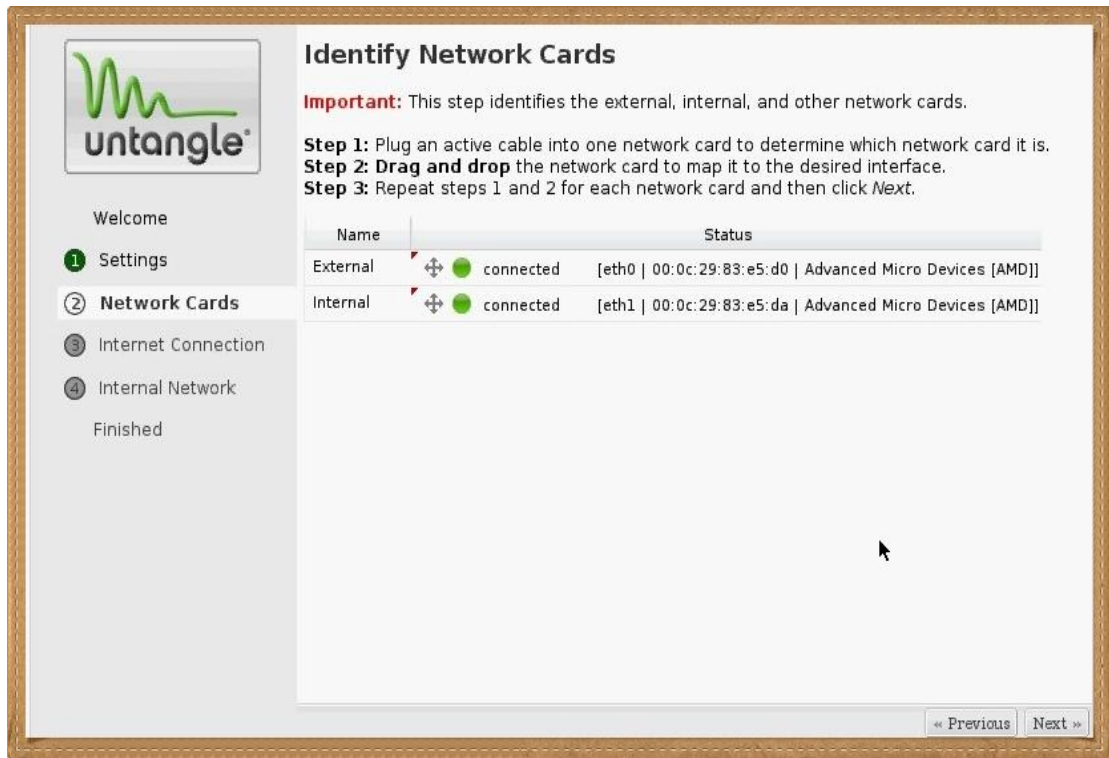 untangle
Welcome
1 Settings
2 Network Cards
3 Internet Connection
4 Internal Network
Finished
Identify Network Cards
Important: This step identifies the external, internal, and other network cards.
Step 1: Plug an active cable into one network card to determine which network card it is.
Step 2: Drag and drop the network card to map it to the desired interface.
Step 3: Repeat steps 1 and 2 for each network card and then click Next.
Name Status
External connected [eth0 | 00:0c:29:83:e5:d0 | Advanced Micro Devices [AMD]]
Internal connected [eth1 | 00:0c:29:83:e5:da | Advanced Micro Devices [AMD]]
« Previous Next »